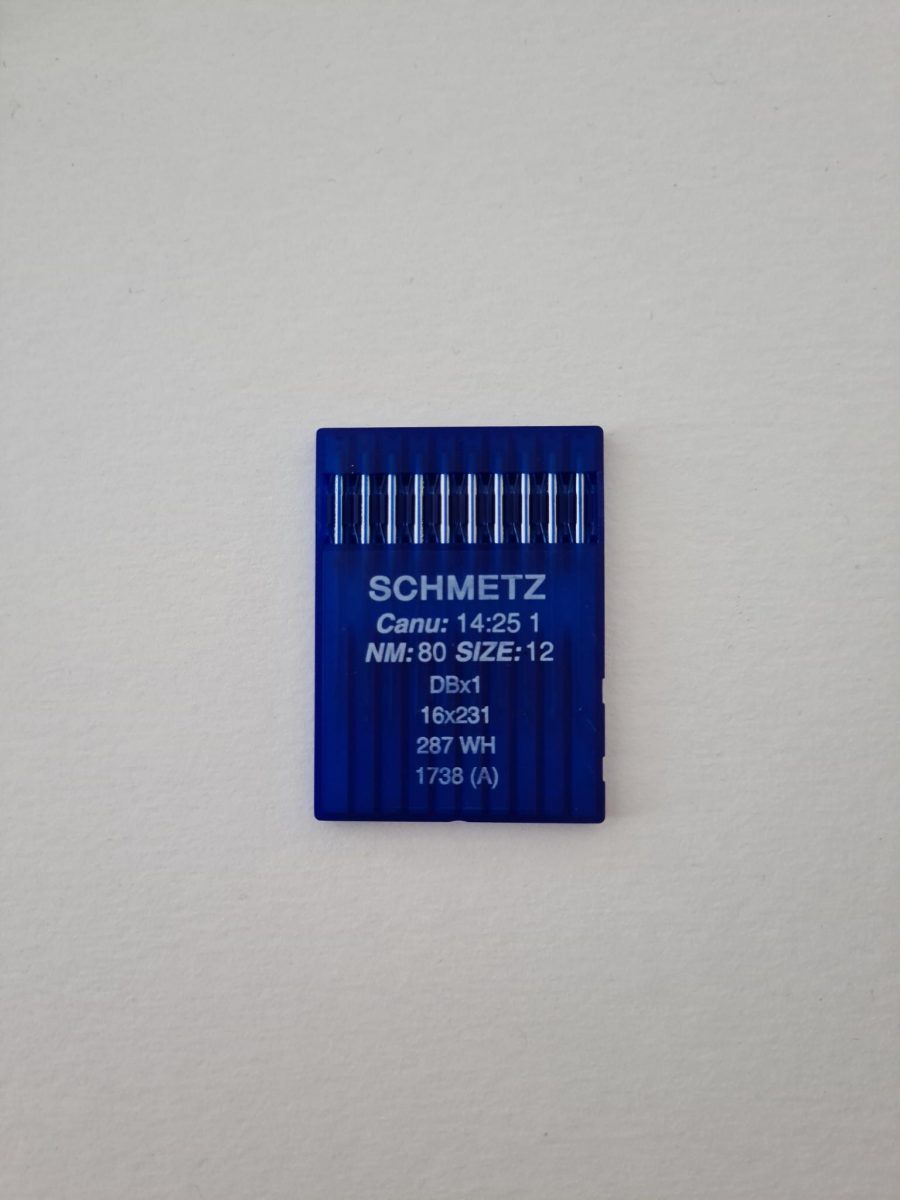 SCHMETZ
Canu: 14:25 1
NM: 80 SIZE: 12
DBx1
16x231
287 WH
1738 (A)